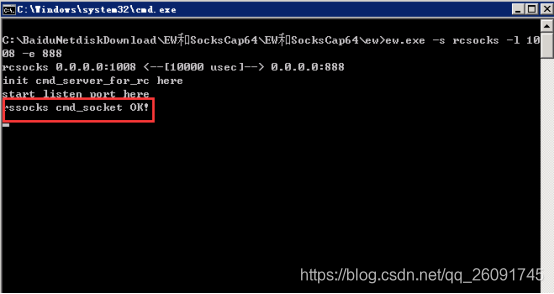 C:\Windows\system32\cmd.exe
C:\BaiduNetdiskDownload\EW和SocksCap64\EW和SocksCap64\ew>ew.exe -s rcsocks -l 10
08 -e 888
rcsocks 0.0.0.0:1008 <--[10000 usec]--> 0.0.0.0:888
init cmd_server_for_rc here
start listen port here
rssocks cmd_socket OK!
https://blog.csdn.net/qq_26091745